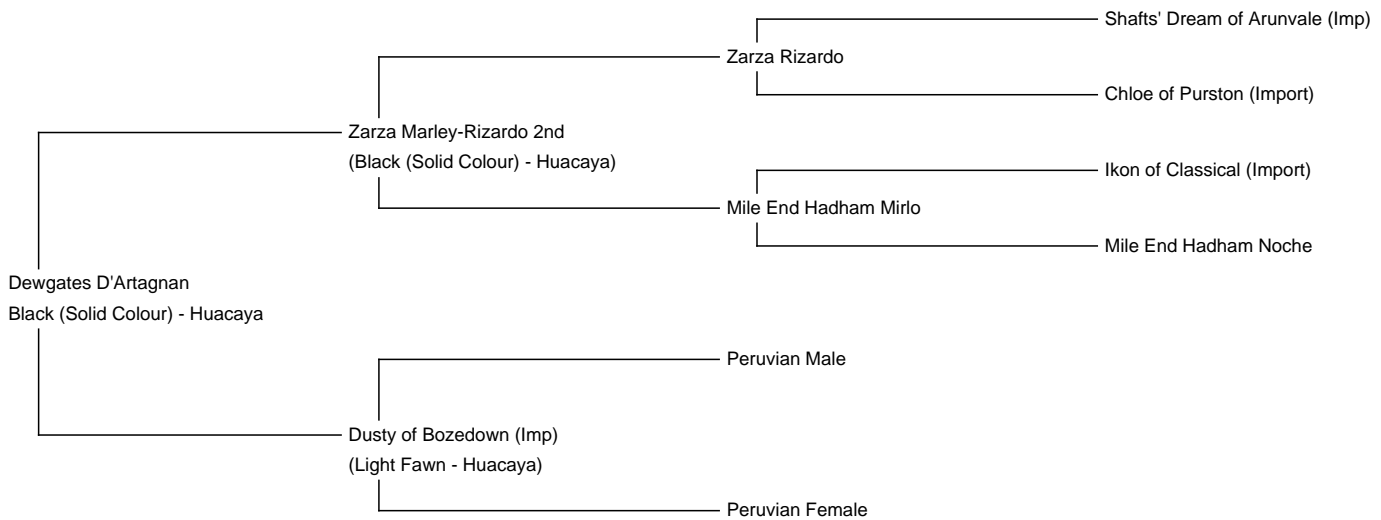 Shafts' Dream of Arunvale (Imp)
Zarza Rizardo
Chloe of Purston (Import)
Zarza Marley-Rizardo 2nd
(Black (Solid Colour) - Huacaya)
Ikon of Classical (Import)
Mile End Hadham Mirlo
Mile End Hadham Noche
Dewgates D'Artagnan
Black (Solid Colour) - Huacaya
Peruvian Male
Dusty of Bozedown (Imp)
(Light Fawn - Huacaya)
Peruvian Female